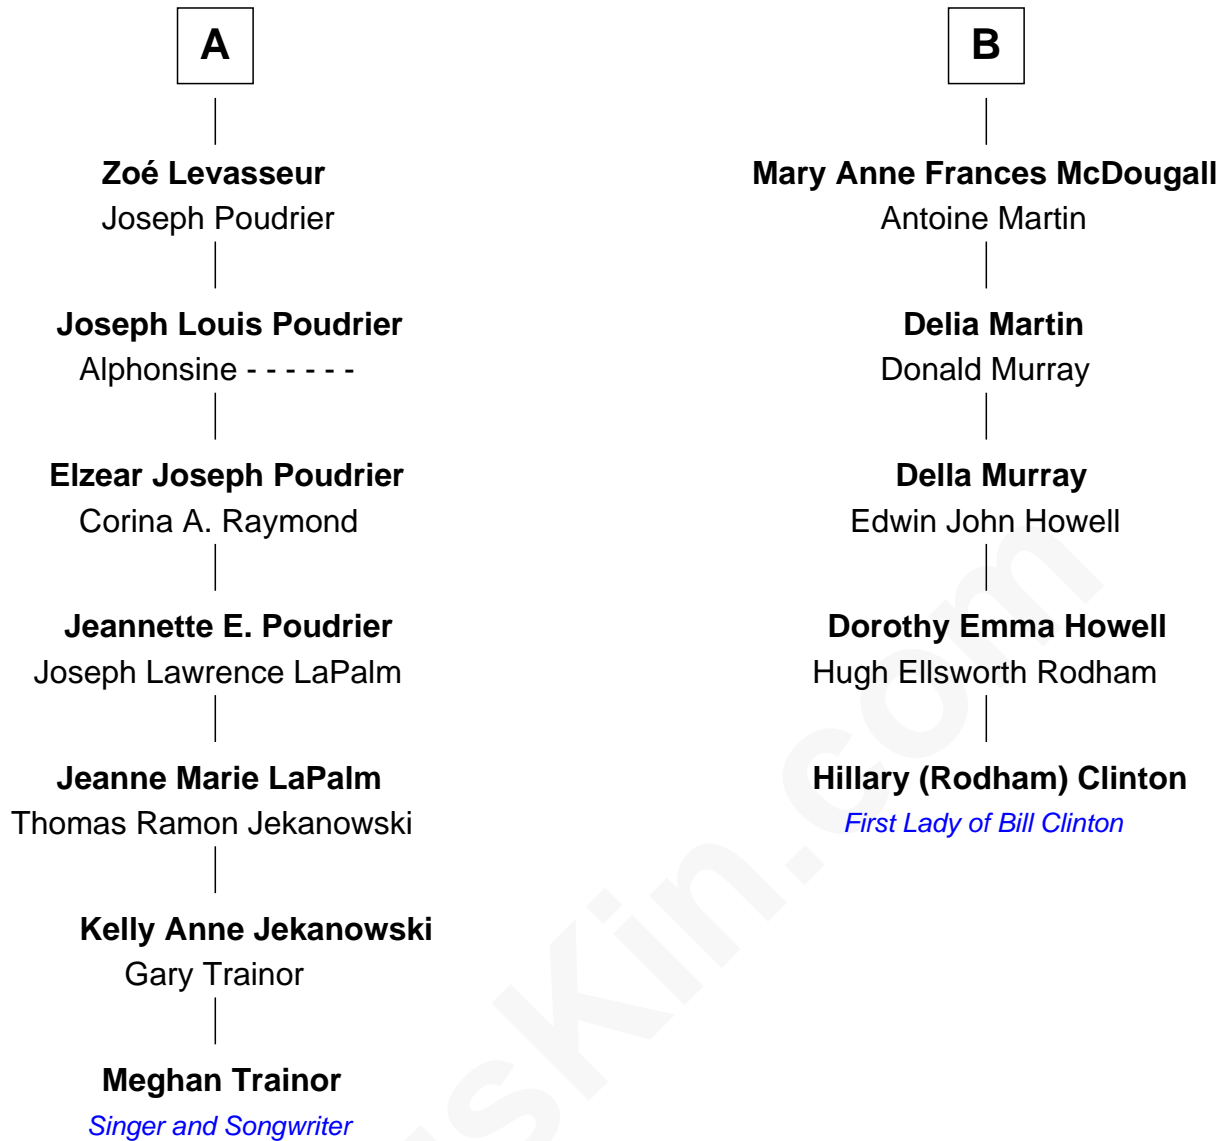 A
Zoé Levasseur
Joseph Poudrier
Joseph Louis Poudrier
Alphonsine - - - - - -
Elzear Joseph Poudrier
Corina A. Raymond
Jeannette E. Poudrier
Joseph Lawrence LaPalm
Jeanne Marie LaPalm
Thomas Ramon Jekanowski
Kelly Anne Jekanowski
Gary Trainor
Meghan Trainor
Singer and Songwriter
B
Mary Anne Frances McDougall
Antoine Martin
Delia Martin
Donald Murray
Della Murray
Edwin John Howell
Dorothy Emma Howell
Hugh Ellsworth Rodham
Hillary (Rodham) Clinton
First Lady of Bill Clinton